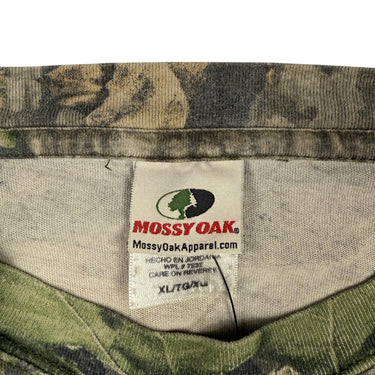 MOSSY OAK®
MossyOakApparel.com
HECHO EN JORDANIA
WPL # 7232
CARE ON REVERSE
XL/TG/XG